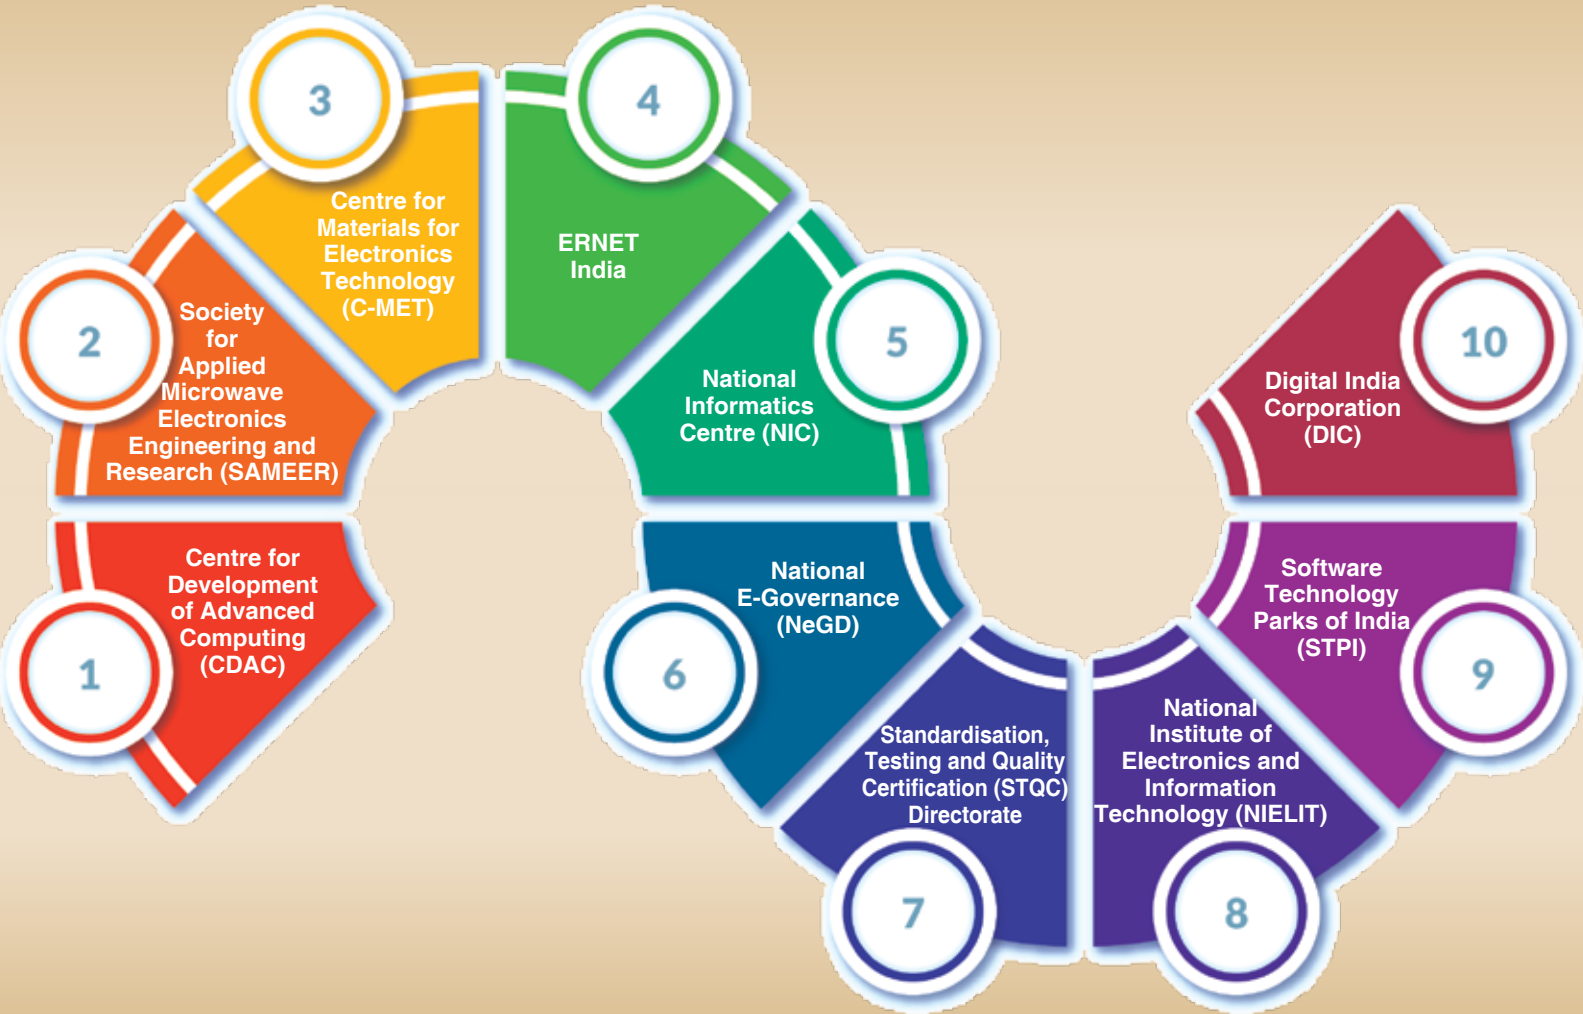 1
Centre for
Development
of Advanced
Computing
(CDAC)
2
Society
for
Applied
Microwave
Electronics
Engineering and
Research (SAMEER)
3
Centre for
Materials for
Electronics
Technology
(C-MET)
4
ERNET
India
5
National
Informatics
Centre (NIC)
6
National
E-Governance
(NeGD)
7
Standardisation,
Testing and Quality
Certification (STQC)
Directorate
8
National
Institute of
Electronics and
Information
Technology (NIELIT)
9
Software
Technology
Parks of India
(STPI)
10
Digital India
Corporation
(DIC)